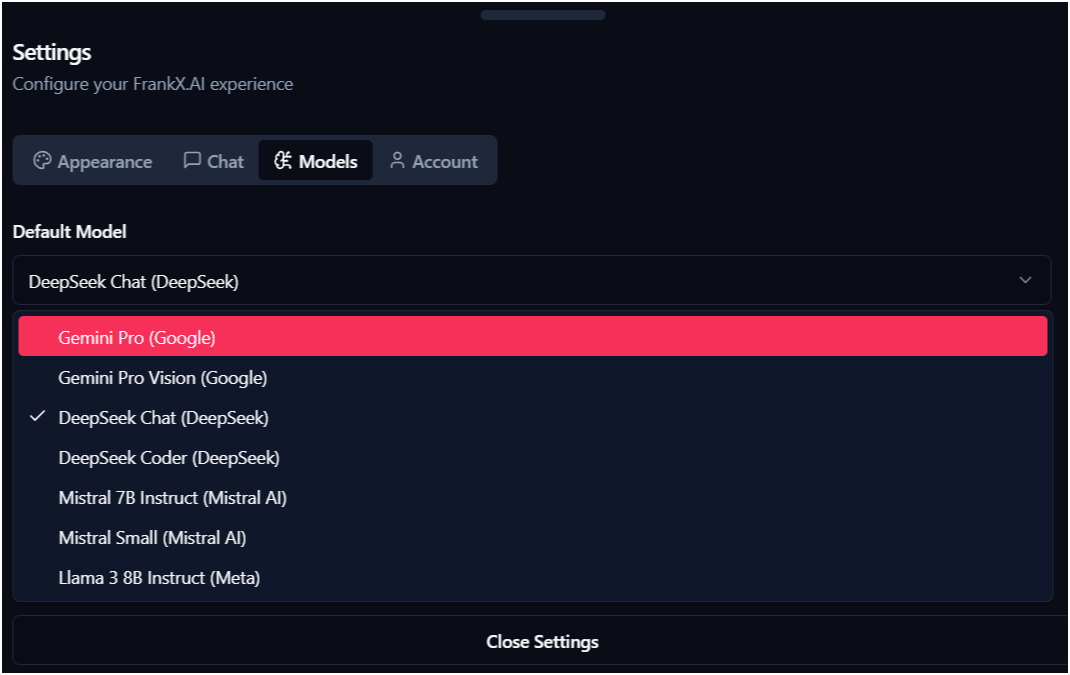 Settings
Configure your FrankX.AI experience
Appearance Chat Models Account
Default Model
DeepSeek Chat (DeepSeek)
Gemini Pro (Google)
Gemini Pro Vision (Google)
DeepSeek Chat (DeepSeek)
DeepSeek Coder (DeepSeek)
Mistral 7B Instruct (Mistral AI)
Mistral Small (Mistral AI)
Llama 3 8B Instruct (Meta)
Close Settings